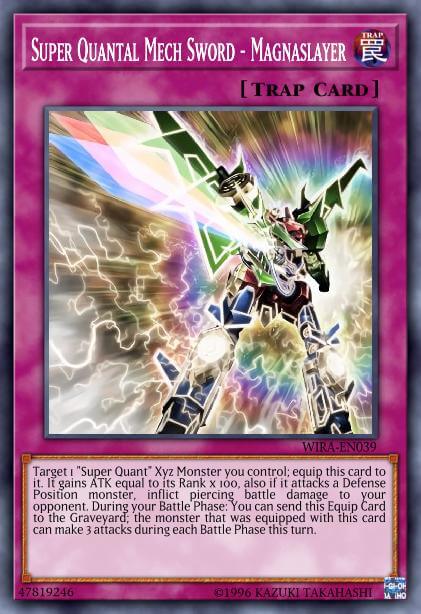 Super Quantal Mech Sword - Magnaslayer
TRAP
罠
[Trap Card]
WIRA-EN039
Target 1 "Super Quant" Xyz Monster you control; equip this card to
it. It gains ATK equal to its Rank x 100, also if it attacks a Defense
Position monster, inflict piercing battle damage to your
opponent. During your Battle Phase: You can send this Equip Card
to the Graveyard; the monster that was equipped with this card
can make 3 attacks during each Battle Phase this turn.
47819246
©1996 KAZUKI TAKAHASHI